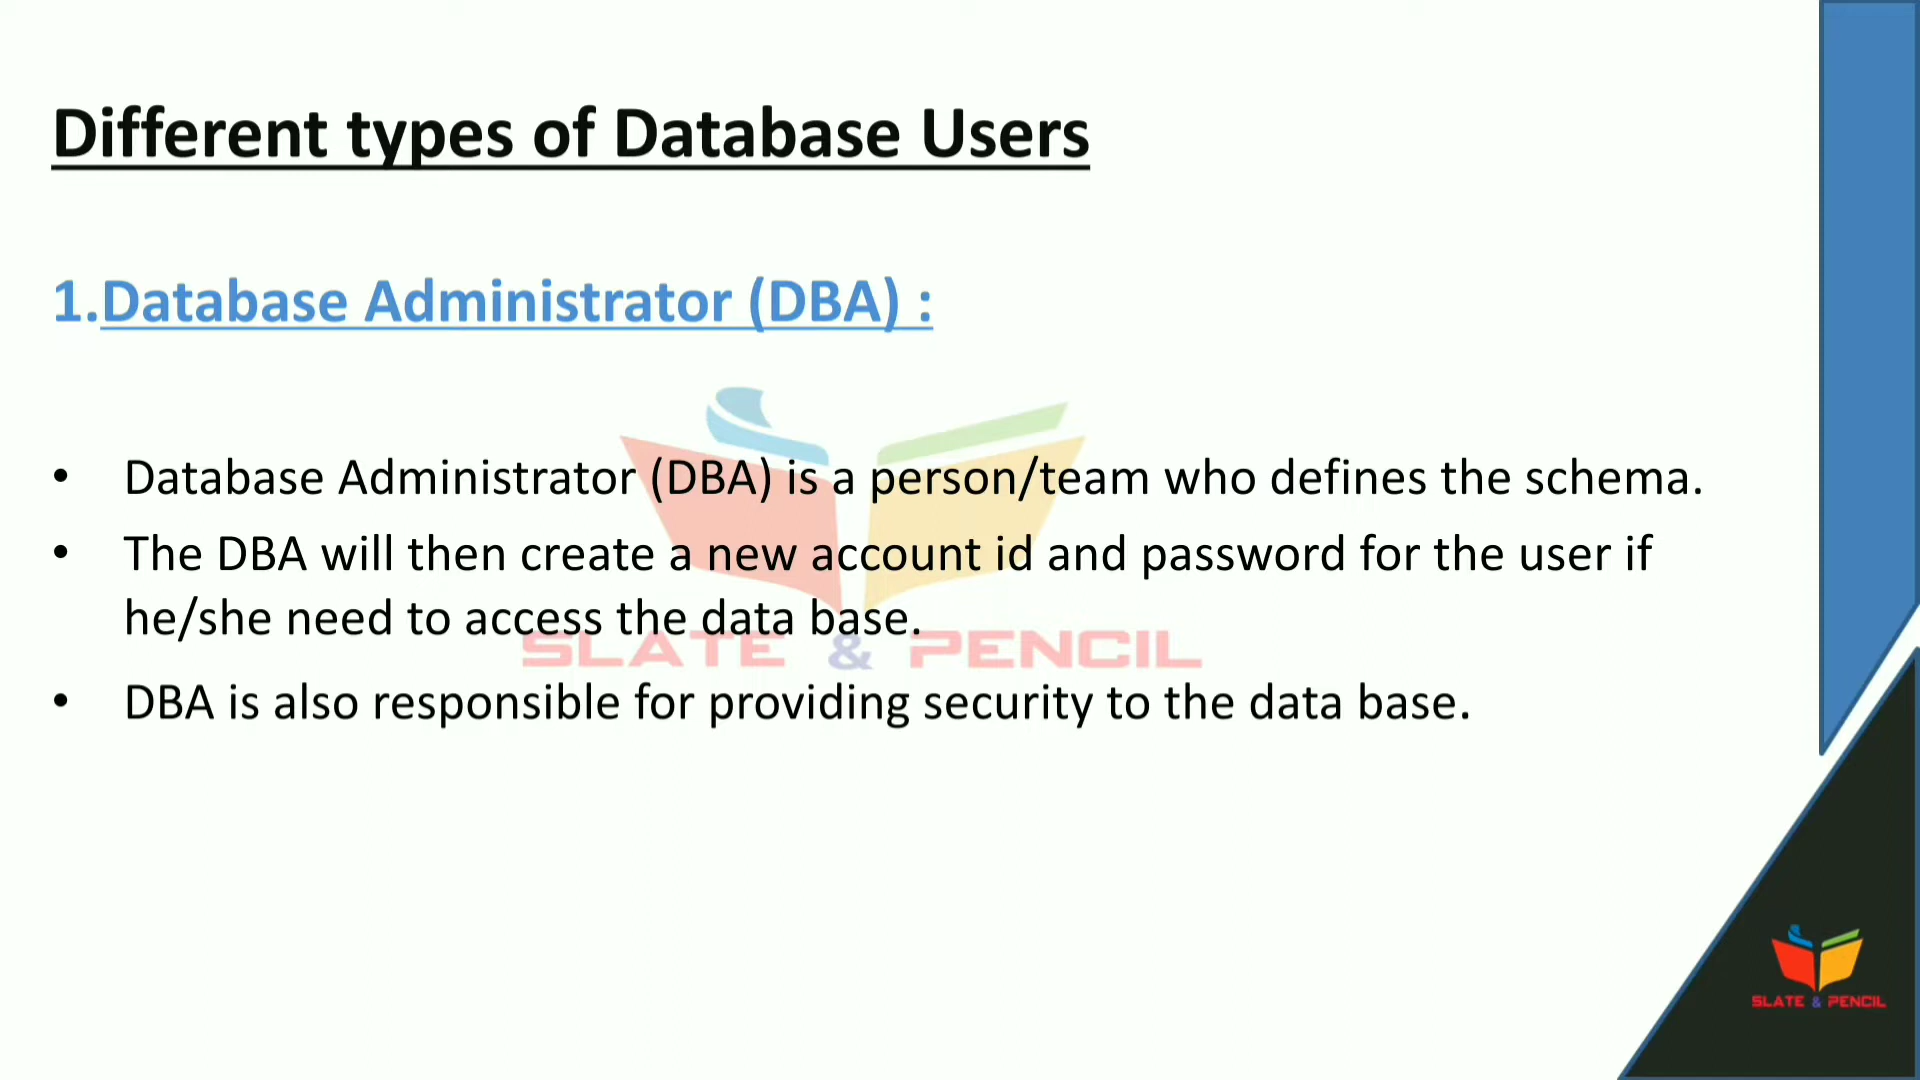 Different types of Database Users
1.Database Administrator (DBA) :
• Database Administrator (DBA) is a person/team who defines the schema.
• The DBA will then create a new account id and password for the user if
he/she need to access the data base.
SLATE & PENCIL
• DBA is also responsible for providing security to the data base.
SLATE & PENCIL